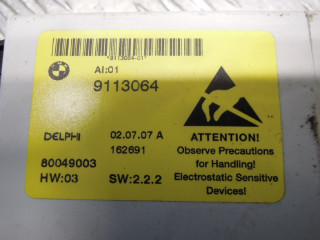 *9113064-01*
AI:01
9113064
DELPHI 02.07.07 A
80049003 162691
HW:03 SW:2.2.2
ATTENTION!
Observe Precautions
for Handling!
Electrostatic Sensitive
Devices!